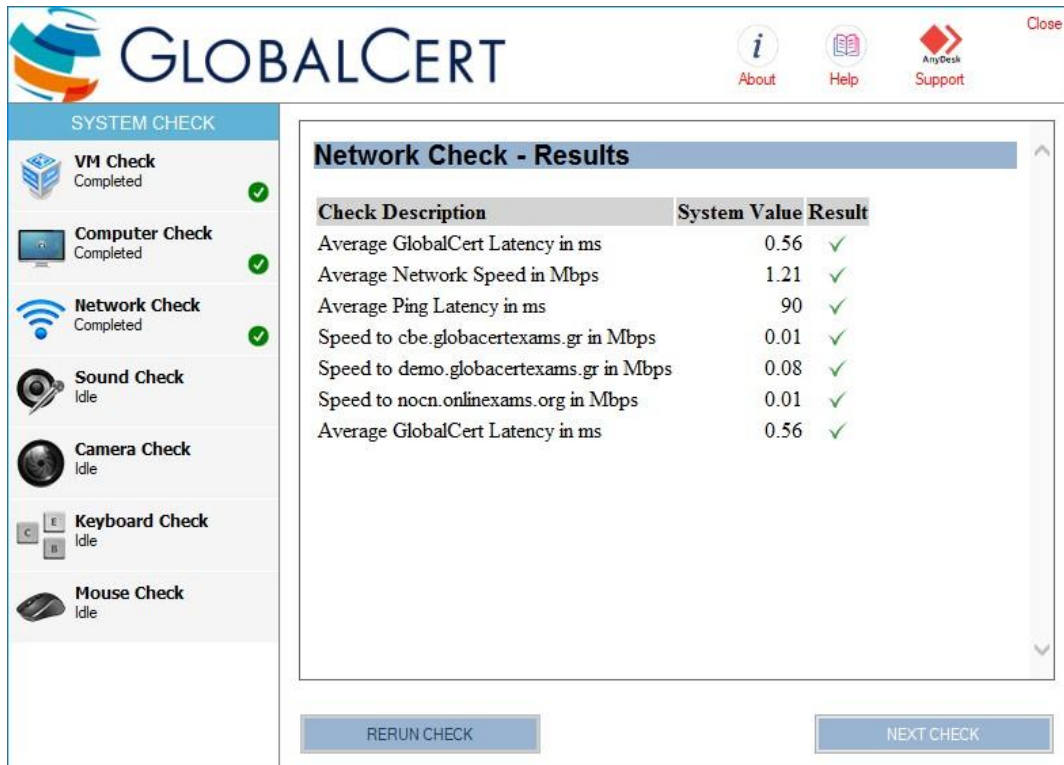 GLOBALCERT
i
About
Help
AnyDesk
Support
Close
SYSTEM CHECK
VM Check
Completed
Computer Check
Completed
Network Check
Completed
Sound Check
Idle
Camera Check
Idle
C E B
Keyboard Check
Idle
Mouse Check
Idle
Network Check - Results
Check Description System Value Result
Average GlobalCert Latency in ms 0.56 ✓
Average Network Speed in Mbps 1.21 ✓
Average Ping Latency in ms 90 ✓
Speed to cbe.globacertexams.gr in Mbps 0.01 ✓
Speed to demo.globacertexams.gr in Mbps 0.08 ✓
Speed to nocn.onlinexams.org in Mbps 0.01 ✓
Average GlobalCert Latency in ms 0.56 ✓
RERUN CHECK
NEXT CHECK